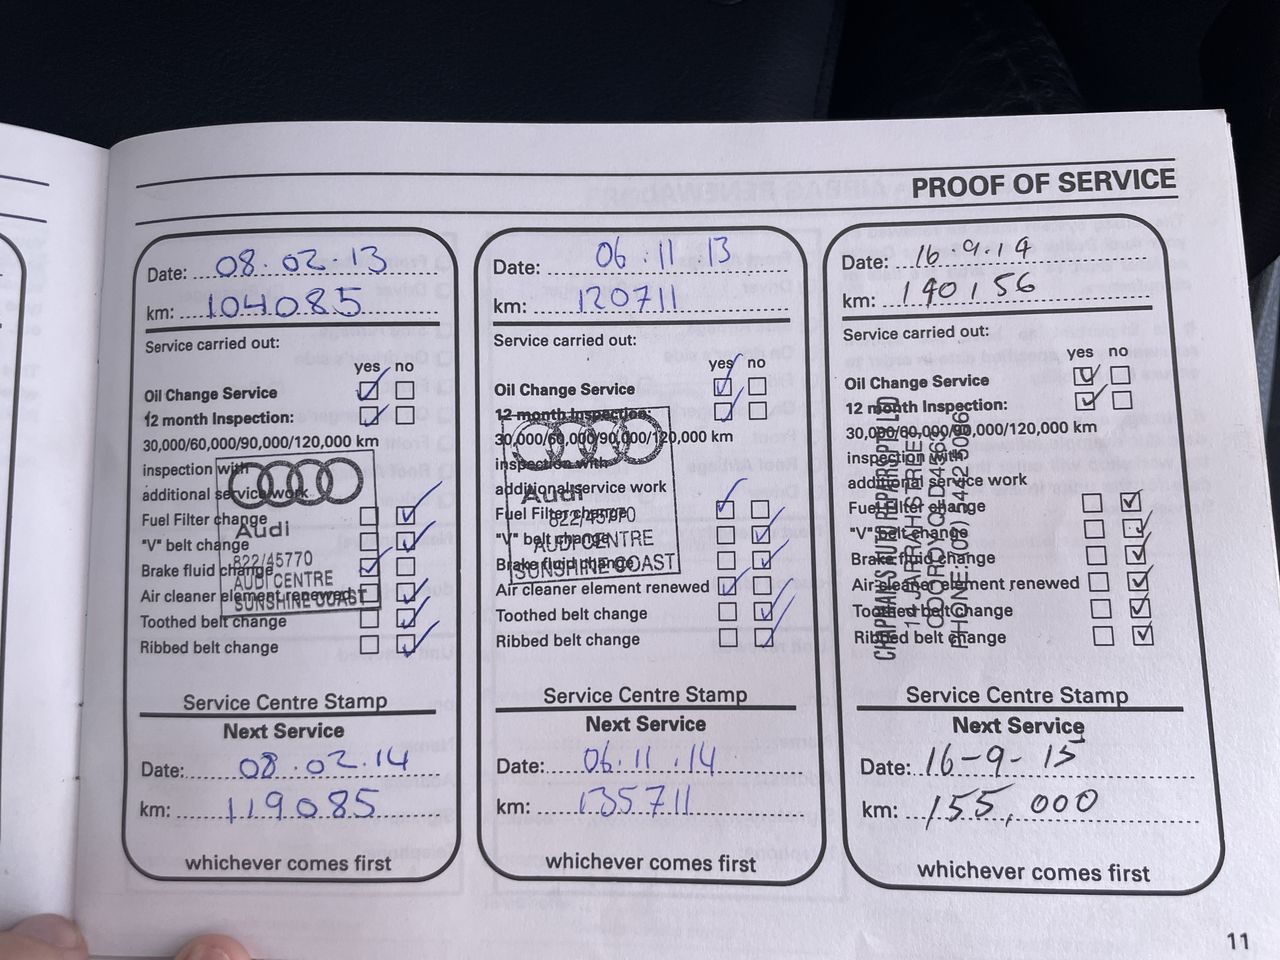 PROOF OF SERVICE
Date: 08.02.13
km: 104085
Service carried out:
yes no
Oil Change Service
12 month Inspection:
30,000/60,000/90,000/120,000 km
inspection with
additional service work
Fuel Filter change
"V" belt change
Brake fluid change
Air cleaner element renewed
Toothed belt change
Ribbed belt change
Audi
822/45770
AUDI CENTRE
SUNSHINE COAST
Service Centre Stamp
Next Service
Date: 08.02.14
km: 119085
whichever comes first
Date: 06.11.13
km: 120711
Service carried out:
yes no
Oil Change Service
12 month Inspection:
30,000/60,000/90,000/120,000 km
inspection with
additional service work
Fuel Filter change
"V" belt change
Brake fluid change
Air cleaner element renewed
Toothed belt change
Ribbed belt change
Audi
822/45770
AUDI CENTRE
SUNSHINE COAST
Service Centre Stamp
Next Service
Date: 06.11.14
km: 135711
whichever comes first
Date: 16.9.14
km: 140156
Service carried out:
yes no
Oil Change Service
12 month Inspection:
30,000/60,000/90,000/120,000 km
inspection with
additional service work
Fuel Filter change
"V" belt change
Brake fluid change
Air cleaner element renewed
Toothed belt change
Ribbed belt change
CHAPMANS AUTO REPAIRS P/L
STREET
COOROY QLD 4563
PHONE: (07)
Service Centre Stamp
Next Service
Date: 16-9-15
km: 155,000
whichever comes first
11